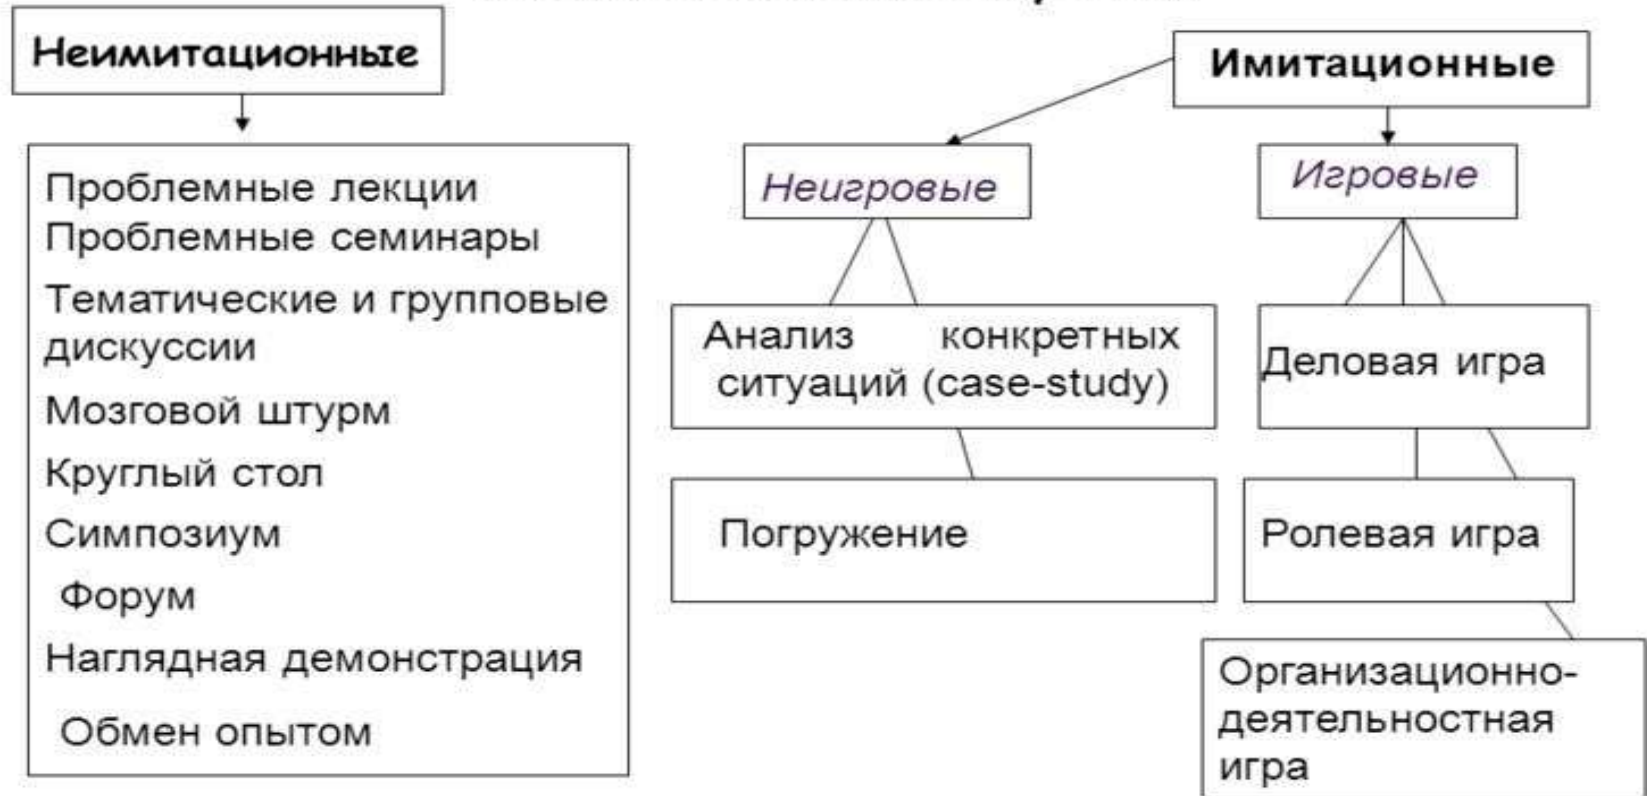 Неимитационные
Проблемные лекции
Проблемные семинары
Тематические и групповые
дискуссии
Мозговой штурм
Круглый стол
Симпозиум
Форум
Наглядная демонстрация
Обмен опытом
Имитационные
Неигровые
Анализ конкретных
ситуаций (case-study)
Погружение
Игровые
Деловая игра
Ролевая игра
Организационно-
деятельностная
игра